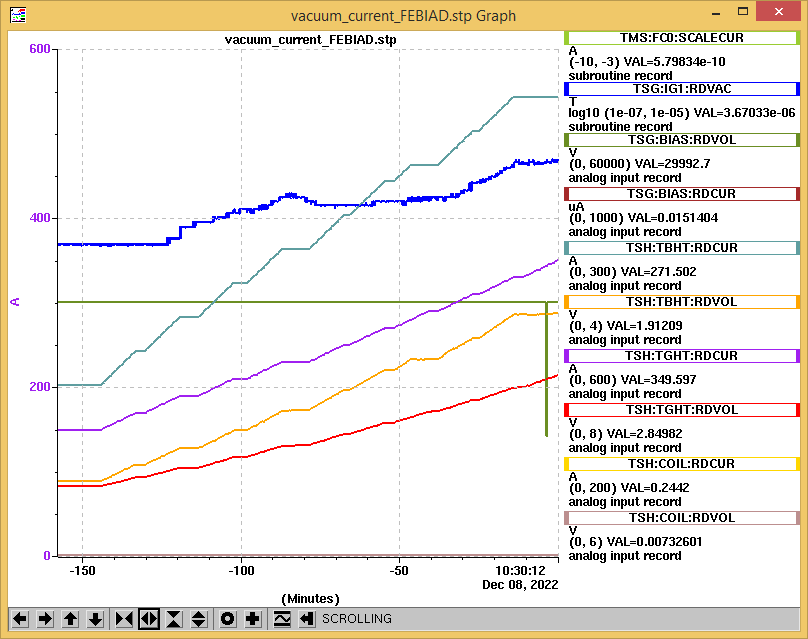 vacuum_current_FEBIAD.stp Graph
vacuum_current_FEBIAD.stp
600
400
200
0
A
-150
-100
-50
10:30:12
Dec 08, 2022
(Minutes)
TMS:FC0:SCALECUR
A
(-10, -3) VAL=5.79834e-10
subroutine record
TSG:IG1:RDVAC
T
log10 (1e-07, 1e-05) VAL=3.67033e-06
subroutine record
TSG:BIAS:RDVOL
V
(0, 60000) VAL=29992.7
analog input record
TSG:BIAS:RDCUR
uA
(0, 1000) VAL=0.0151404
analog input record
TSH:TBHT:RDCUR
A
(0, 300) VAL=271.502
analog input record
TSH:TBHT:RDVOL
V
(0, 4) VAL=1.91209
analog input record
TSH:TGHT:RDCUR
A
(0, 600) VAL=349.597
analog input record
TSH:TGHT:RDVOL
V
(0, 8) VAL=2.84982
analog input record
TSH:COIL:RDCUR
A
(0, 200) VAL=0.2442
analog input record
TSH:COIL:RDVOL
V
(0, 6) VAL=0.00732601
analog input record
SCROLLING